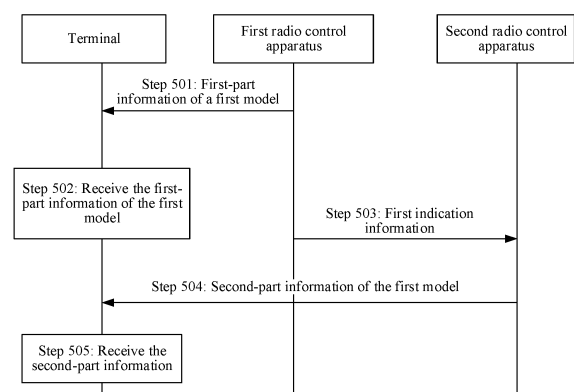 Terminal
First radio control
apparatus
Second radio control
apparatus
Step 501: First-part
information of a first model
Step 502: Receive the first-
part information of the first
model
Step 503: First indication
information
Step 504: Second-part information of the first model
Step 505: Receive the
second-part information